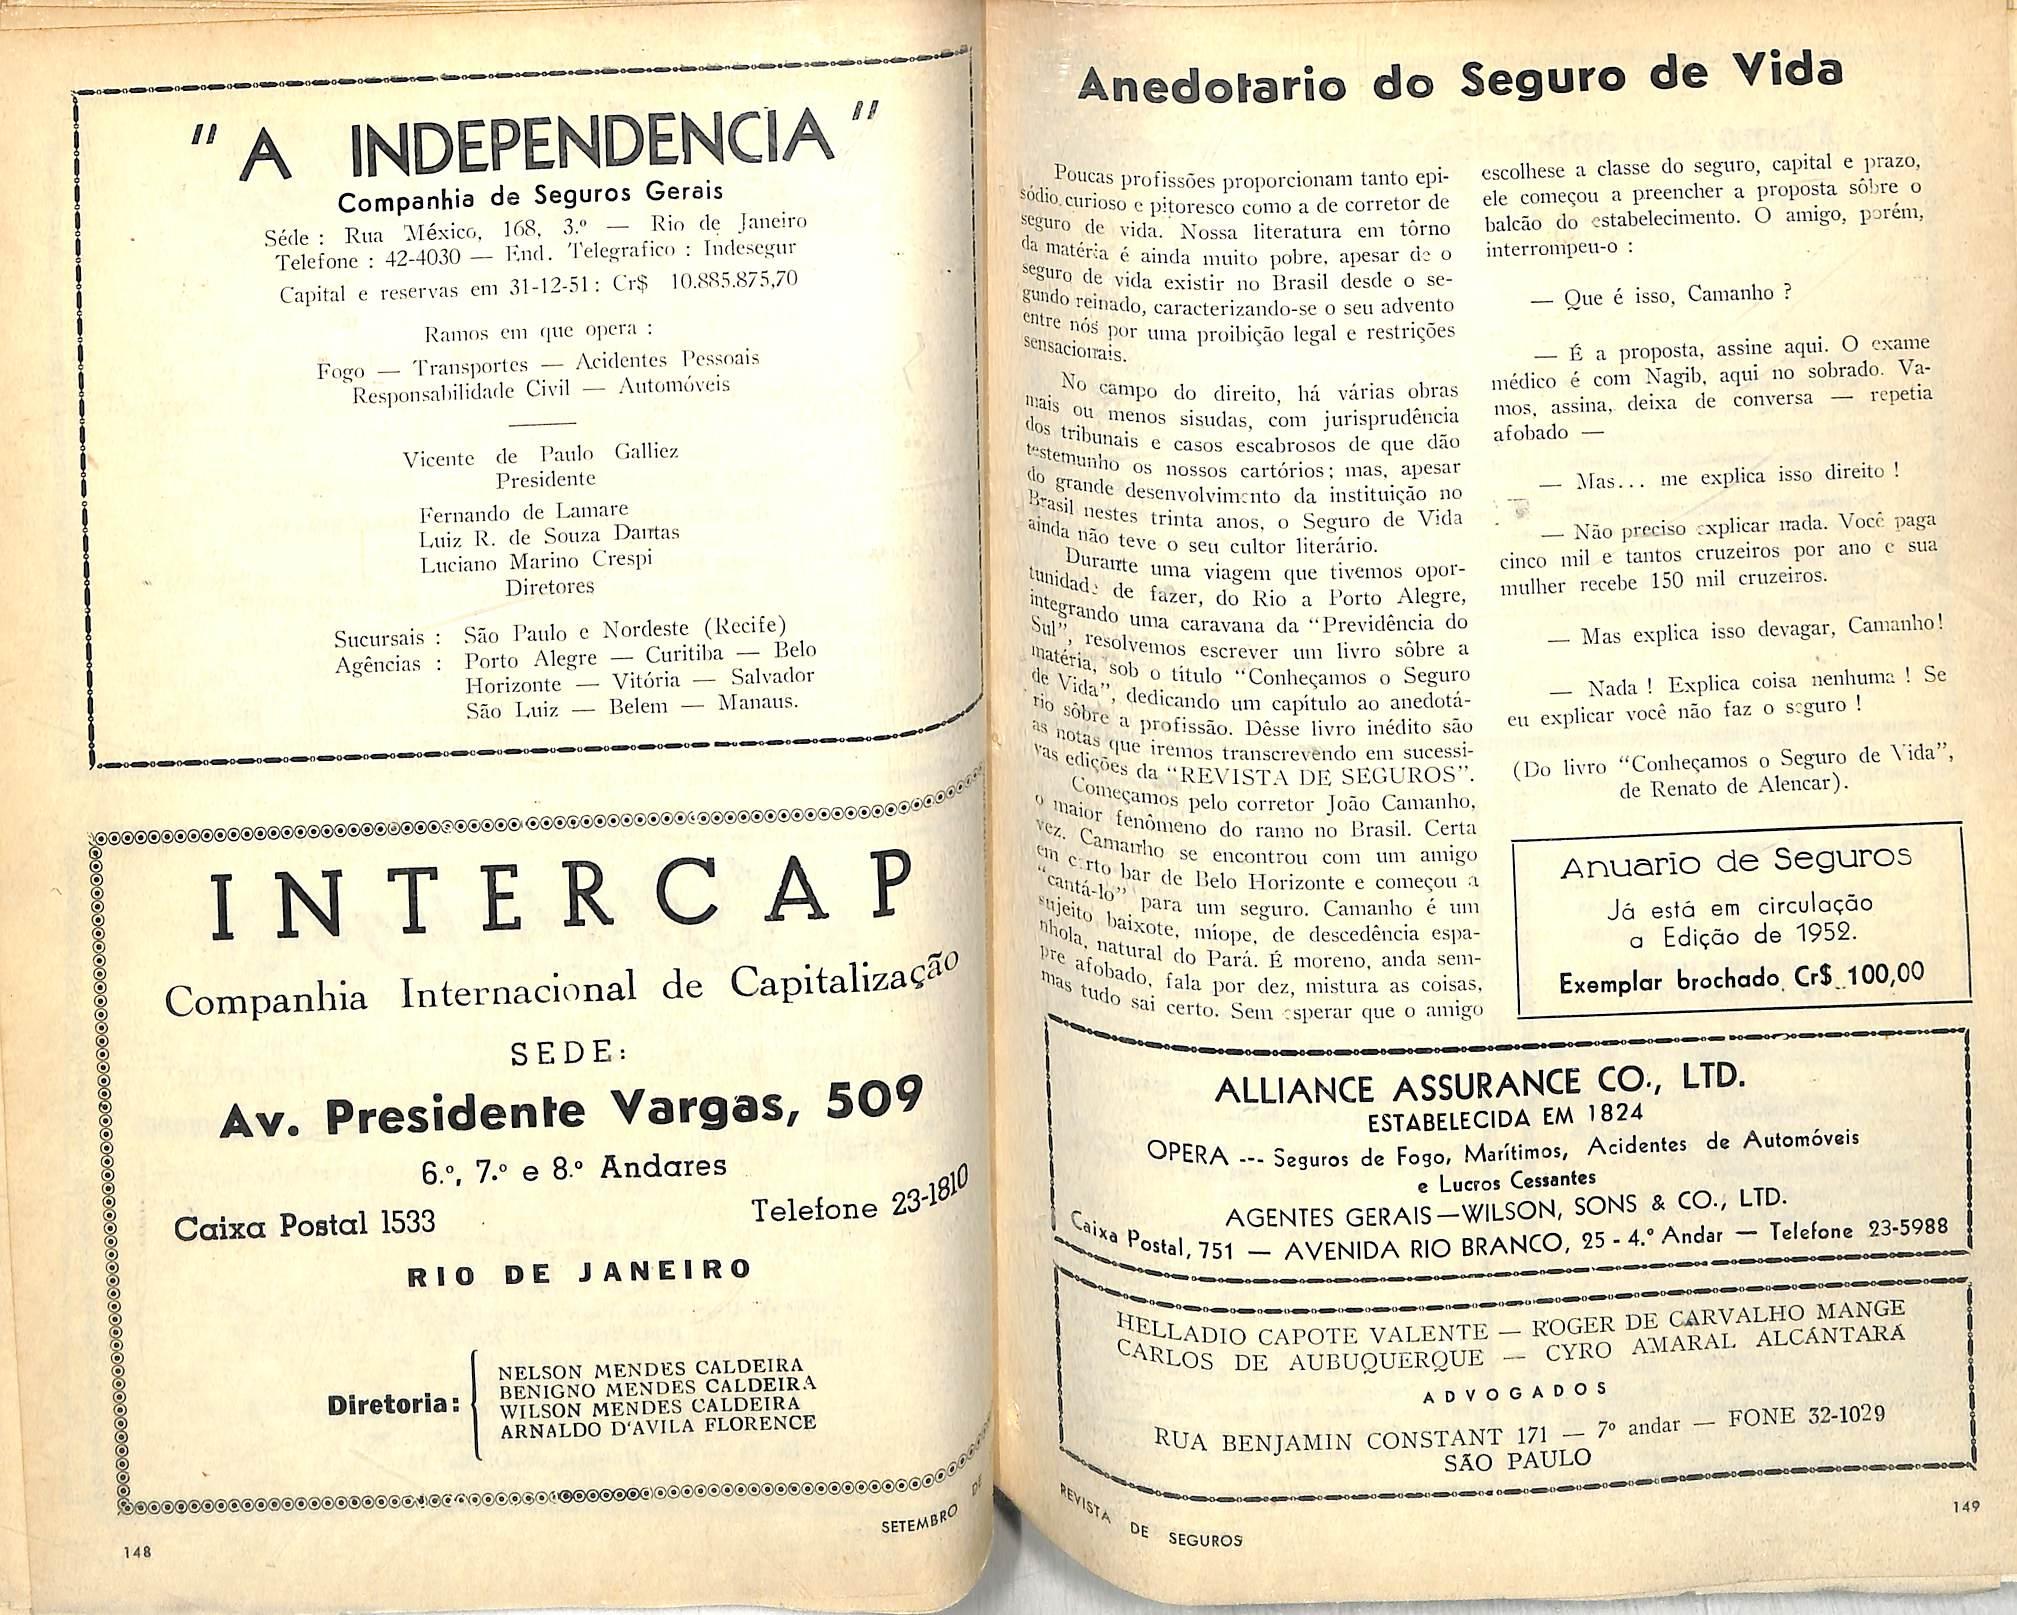 " A INDEPENDENCIA "
Companhia de Seguros Gerais
Séde : Rua México, 168, 3.º — Rio de Janeiro
Telefone : 42-4030 — End. Telegrafico : Indesegur
Capital e reservas em 31-12-51 : Cr$ 10.885.875,70
Ramos em que opera :
Fogo — Transportes — Acidentes Pessoais
Responsabilidade Civil — Automóveis
Vicente de Paulo Galliez
Presidente
Fernando de Lamare
Luiz R. de Souza Dantas
Luciano Marino Crespi
Diretores
Sucursais : São Paulo e Nordeste (Recife)
Agências : Porto Alegre — Curitiba — Belo
Horizonte — Vitória — Salvador
São Luiz — Belem — Manaus.
INTERCAP
Companhia Internacional de Capitalização
SEDE:
Av. Presidente Vargas, 509
6.º, 7.º e 8.º Andares
Caixa Postal 1533 Telefone 23-1810
RIO DE JANEIRO
Diretoria:
NELSON MENDES CALDEIRA
BENIGNO MENDES CALDEIRA
WILSON MENDES CALDEIRA
ARNALDO D'AVILA FLORENCE
148
SETEMBRO DE
Anedotario do Seguro de Vida
Poucas profissões proporcionam tanto epi-
sódio curioso e pitoresco como a de corretor de
seguro de vida. Nossa literatura em tôrno
da matéria é ainda muito pobre, apesar de o
seguro de vida existir no Brasil desde o se-
gundo reinado, caracterizando-se o seu advento
entre nós por uma proibição legal e restrições
sensacionais.
No campo do direito, há várias obras
mais ou menos sisudas, com jurisprudência
dos tribunais e casos escabrosos de que dão
testemunho os nossos cartórios; mas, apesar
do grande desenvolvimento da instituição no
Brasil nestes trinta anos, o Seguro de Vida
ainda não teve o seu cultor literário.
Durante uma viagem que tivemos opor-
tunidade de fazer, do Rio a Porto Alegre,
integrando uma caravana da "Previdência do
Sul", resolvemos escrever um livro sôbre a
matéria, sob o título "Conheçamos o Seguro
de Vida", dedicando um capítulo ao anedotá-
rio sôbre a profissão. Dêsse livro inédito são
as notas que iremos transcrevendo em sucessi-
vas edições da "REVISTA DE SEGUROS".
Começamos pelo corretor João Camanho,
o maior fenômeno do ramo no Brasil. Certa
vez, Camanho se encontrou com um amigo
em certo bar de Belo Horizonte e começou a
"cantá-lo" para um seguro. Camanho é um
sujeito baixote, míope, de descedência espa-
nhola, natural do Pará. É moreno, anda sem-
pre afobado, fala por dez, mistura as coisas,
mas tudo sai certo. Sem esperar que o amigo
escolhese a classe do seguro, capital e prazo,
ele começou a preencher a proposta sôbre o
balcão do estabelecimento. O amigo, porém,
interrompeu-o :
— Que é isso, Camanho ?
— É a proposta, assine aqui. O exame
médico é com Nagib, aqui no sobrado. Va-
mos, assina, deixa de conversa — repetia
afobado —
— Mas... me explica isso direito !
— Não preciso explicar nada. Você paga
cinco mil e tantos cruzeiros por ano e sua
mulher recebe 150 mil cruzeiros.
— Mas explica isso devagar, Camanho!
— Nada ! Explica coisa nenhuma ! Se
eu explicar você não faz o seguro !
(Do livro "Conheçamos o Seguro de Vida",
de Renato de Alencar).
Anuario de Seguros
Já está em circulação
a Edição de 1952.
Exemplar brochado Cr$ 100,00
ALLIANCE ASSURANCE CO., LTD.
ESTABELECIDA EM 1824
OPERA --- Seguros de Fogo, Marítimos, Acidentes de Automóveis
e Lucros Cessantes
AGENTES GERAIS—WILSON, SONS & CO., LTD.
Caixa Postal, 751 — AVENIDA RIO BRANCO, 25 - 4.º Andar — Telefone 23-5988
HELLADIO CAPOTE VALENTE — ROGER DE CARVALHO MANGE
CARLOS DE AUBUQUERQUE — CYRO AMARAL ALCÁNTARA
ADVOGADOS
RUA BENJAMIN CONSTANT 171 — 7º andar — FONE 32-1029
SÃO PAULO
REVISTA DE SEGUROS
149